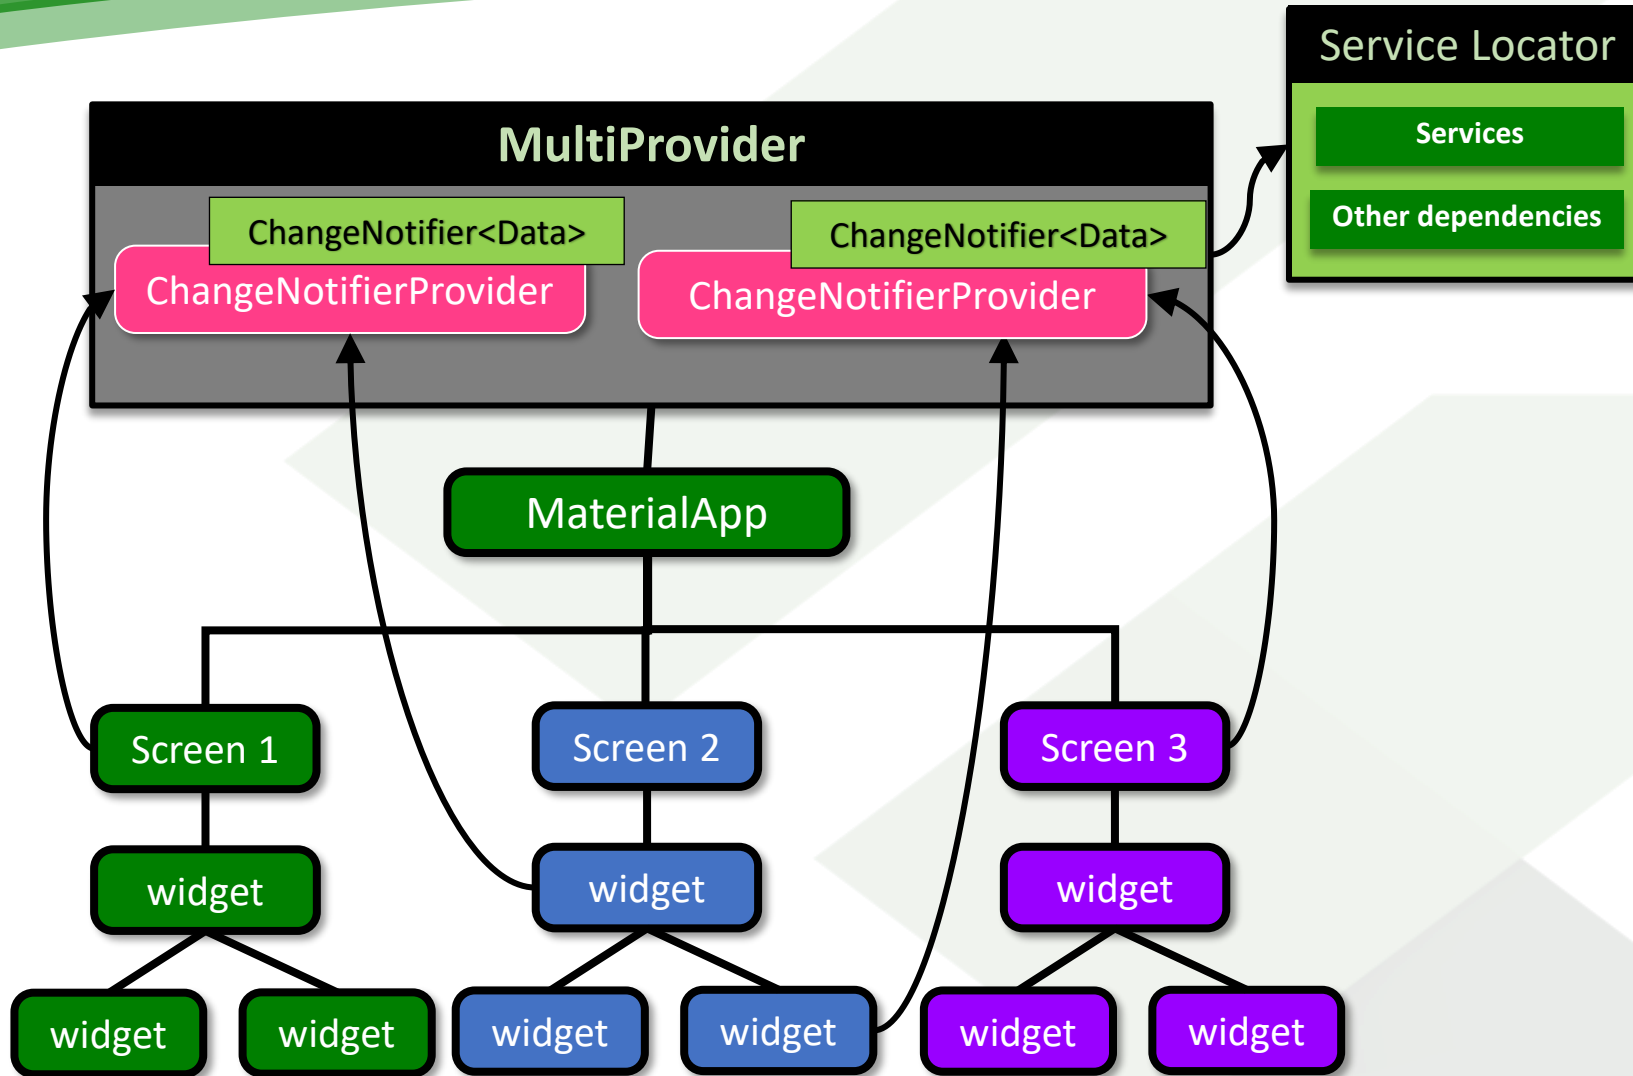 Service Locator
Services
Other dependencies
MultiProvider
ChangeNotifier<Data>
ChangeNotifierProvider
ChangeNotifier<Data>
ChangeNotifierProvider
MaterialApp
Screen 1
Screen 2
Screen 3
widget
widget
widget
widget
widget
widget
widget
widget
widget